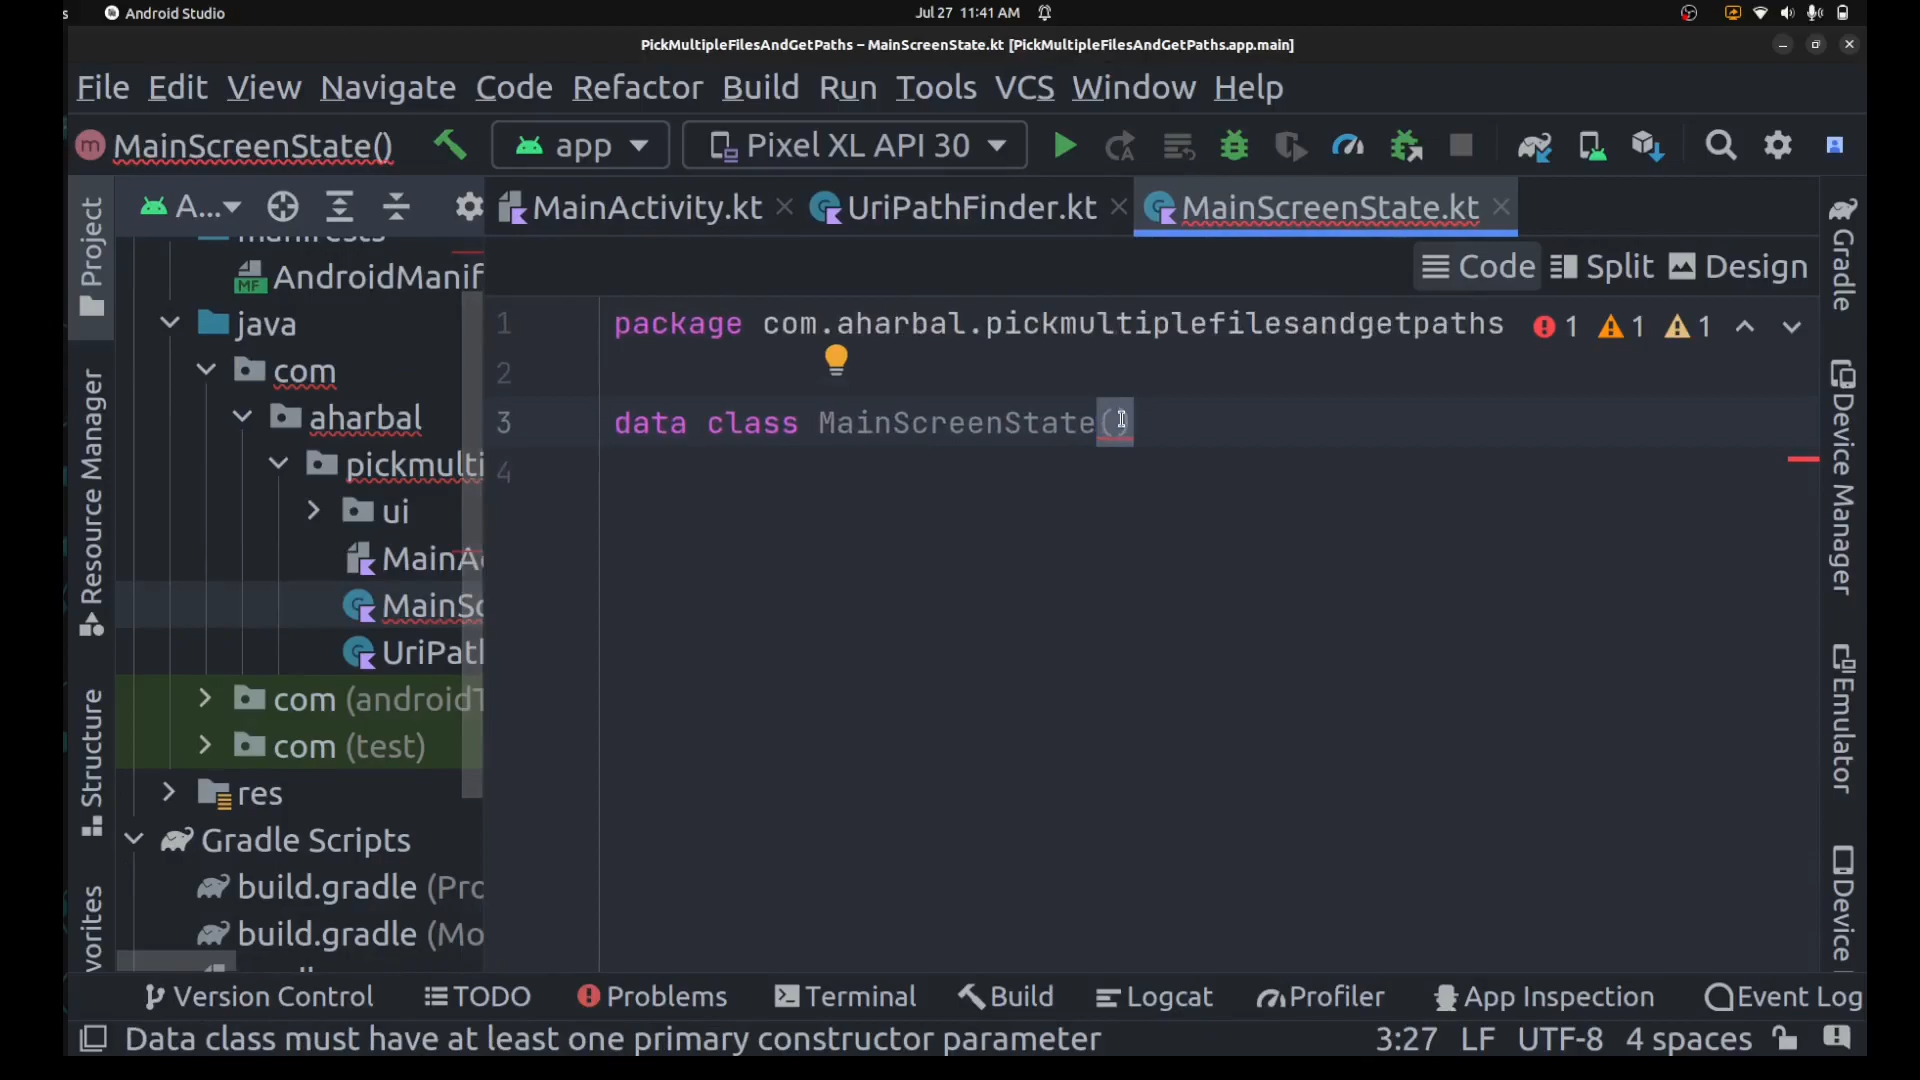 s Android Studio Jul 27 11:41 AM
PickMultipleFilesAndGetPaths – MainScreenState.kt [PickMultipleFilesAndGetPaths.app.main]
File Edit View Navigate Code Refactor Build Run Tools VCS Window Help
m MainScreenState() app Pixel XL API 30
A... MainActivity.kt UriPathFinder.kt MainScreenState.kt
Code Split Design
Project
Resource Manager
Structure
vorites
manifests
MF AndroidManif
java
com
aharbal
pickmulti
ui
MainAc
MainSc
UriPath
com (androidT
com (test)
res
Gradle Scripts
build.gradle (Pro
build.gradle (Mo
1 package com.aharbal.pickmultiplefilesandgetpaths 1 1 1
2
3 data class MainScreenState()
4
Gradle
Device Manager
Emulator
Device
Version Control TODO Problems Terminal Build Logcat Profiler App Inspection Event Log
Data class must have at least one primary constructor parameter 3:27 LF UTF-8 4 spaces